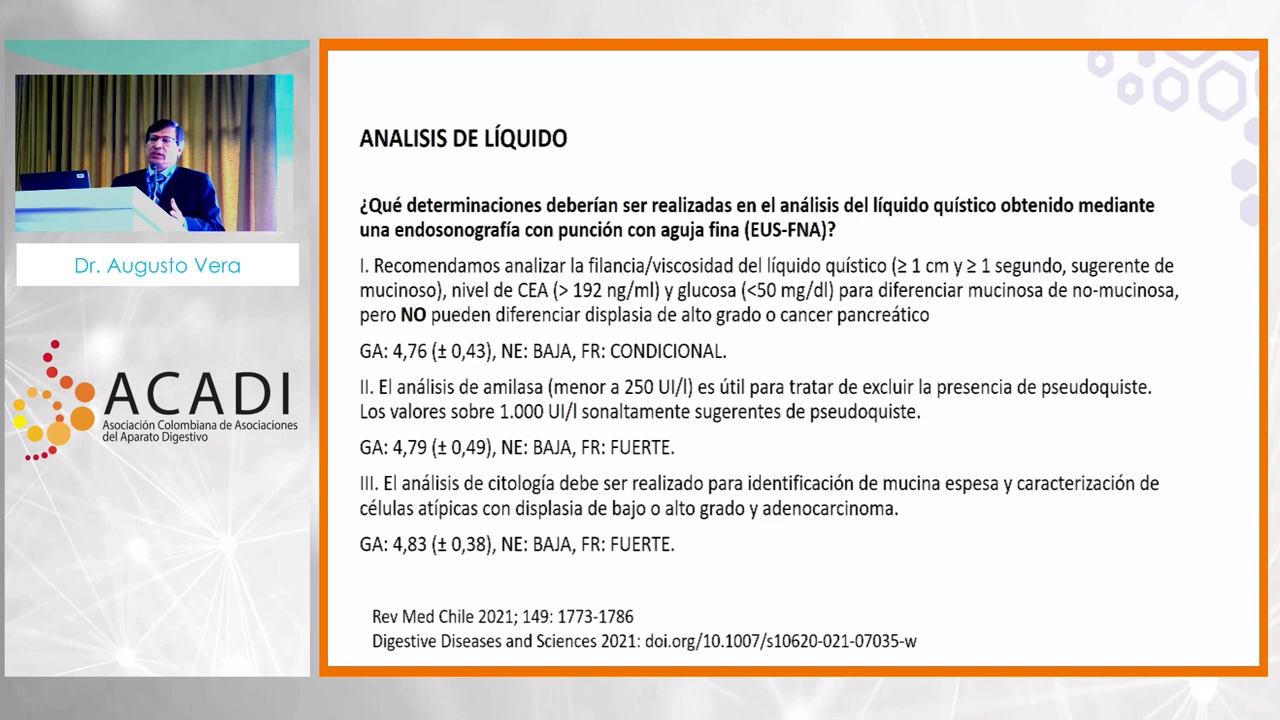 Dr. Augusto Vera
ACADI
Asociación Colombiana de Asociaciones
del Aparato Digestivo
ANALISIS DE LÍQUIDO
¿Qué determinaciones deberían ser realizadas en el análisis del líquido quístico obtenido mediante
una endosonografía con punción con aguja fina (EUS-FNA)?
I. Recomendamos analizar la filancia/viscosidad del líquido quístico (≥ 1 cm y ≥ 1 segundo, sugerente de
mucinoso), nivel de CEA (> 192 ng/ml) y glucosa (<50 mg/dl) para diferenciar mucinosa de no-mucinosa,
pero NO pueden diferenciar displasia de alto grado o cancer pancreático
GA: 4,76 (± 0,43), NE: BAJA, FR: CONDICIONAL.
II. El análisis de amilasa (menor a 250 UI/l) es útil para tratar de excluir la presencia de pseudoquiste.
Los valores sobre 1.000 UI/l sonaltamente sugerentes de pseudoquiste.
GA: 4,79 (± 0,49), NE: BAJA, FR: FUERTE.
III. El análisis de citología debe ser realizado para identificación de mucina espesa y caracterización de
células atípicas con displasia de bajo o alto grado y adenocarcinoma.
GA: 4,83 (± 0,38), NE: BAJA, FR: FUERTE.
Rev Med Chile 2021; 149: 1773-1786
Digestive Diseases and Sciences 2021: doi.org/10.1007/s10620-021-07035-w